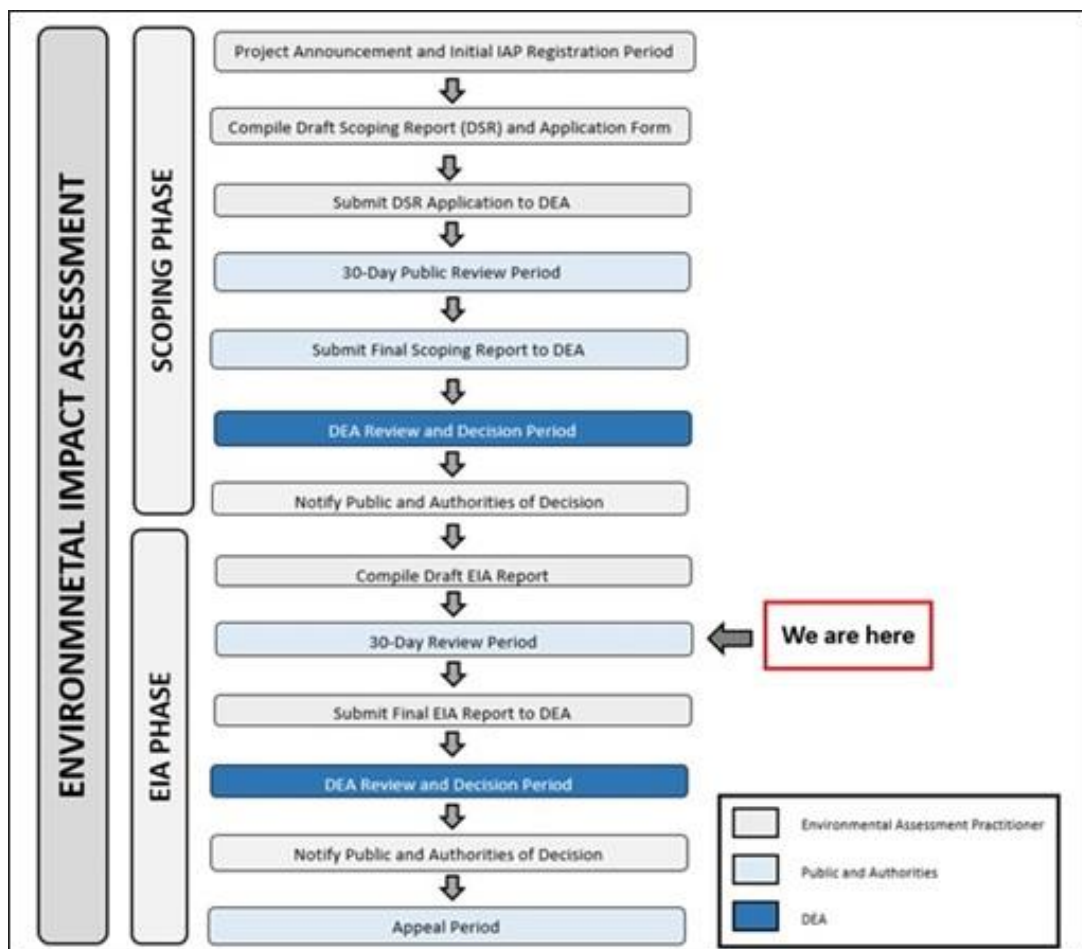 ENVIRONMNETAL IMPACT ASSESSMENT
SCOPING PHASE
Project Announcement and Initial IAP Registration Period
Compile Draft Scoping Report (DSR) and Application Form
Submit DSR Application to DEA
30-Day Public Review Period
Submit Final Scoping Report to DEA
DEA Review and Decision Period
Notify Public and Authorities of Decision
EIA PHASE
Compile Draft EIA Report
30-Day Review Period
We are here
Submit Final EIA Report to DEA
DEA Review and Decision Period
Notify Public and Authorities of Decision
Appeal Period
Environmental Assessment Practitioner
Public and Authorities
DEA